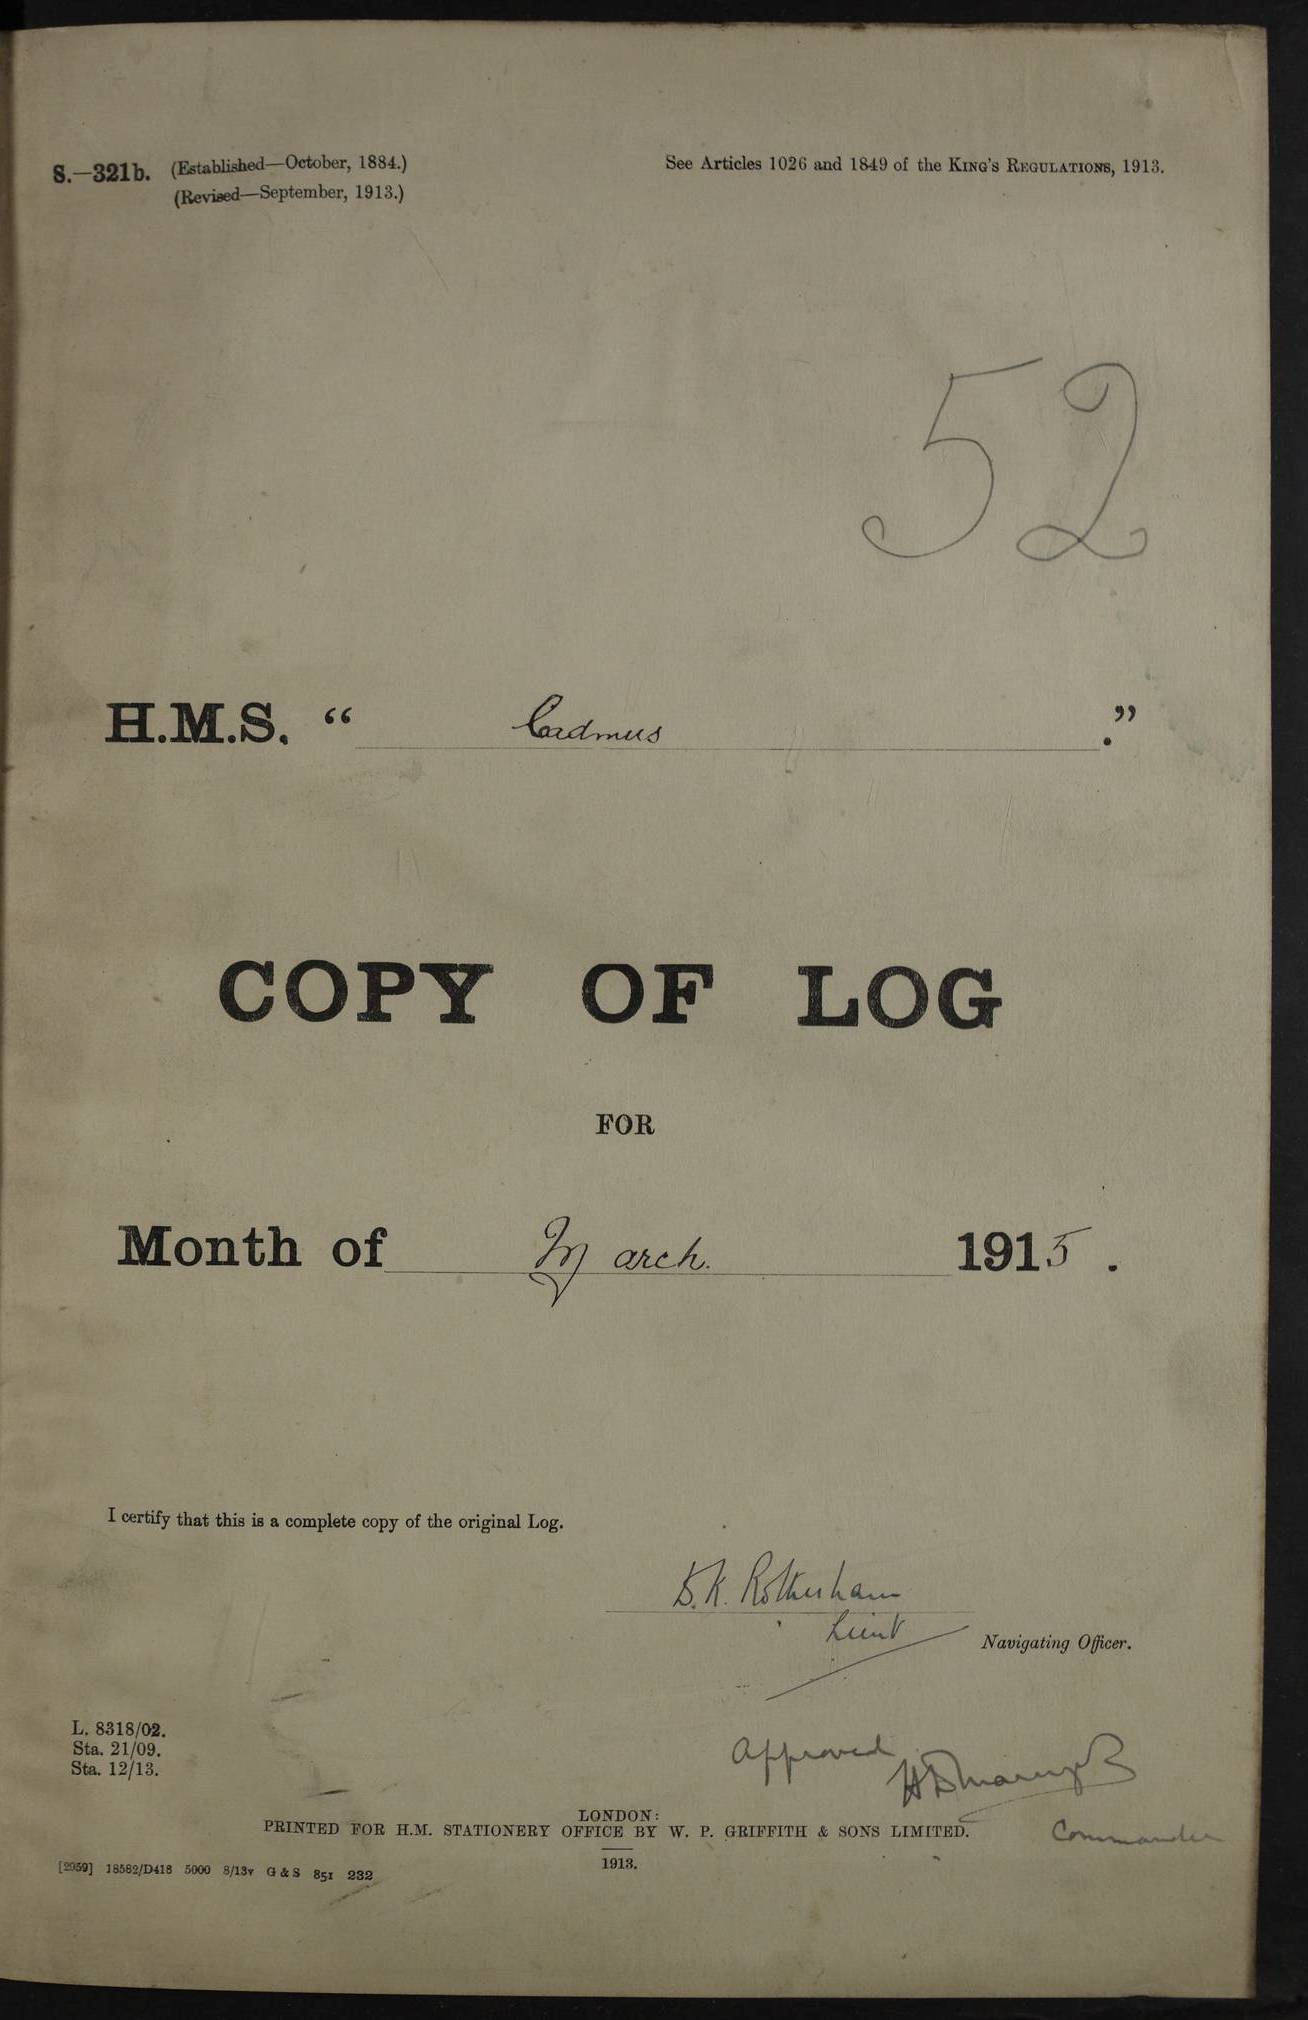 S.—321b. (Established—October, 1884.)
(Revised—September, 1913.)
See Articles 1026 and 1849 of the KING'S REGULATIONS, 1913.
52
H.M.S. “ Cadmus .”
COPY OF LOG
FOR
Month of March. 1915.
I certify that this is a complete copy of the original Log.
D.K. Rotherham
Lieut
Navigating Officer.
L. 8318/02.
Sta. 21/09.
Sta. 12/13.
Approved
Commander
LONDON:
PRINTED FOR H.M. STATIONERY OFFICE BY W. P. GRIFFITH & SONS LIMITED.
1913.
[2959] 18582/D418 5000 8/13v G & S 851 232